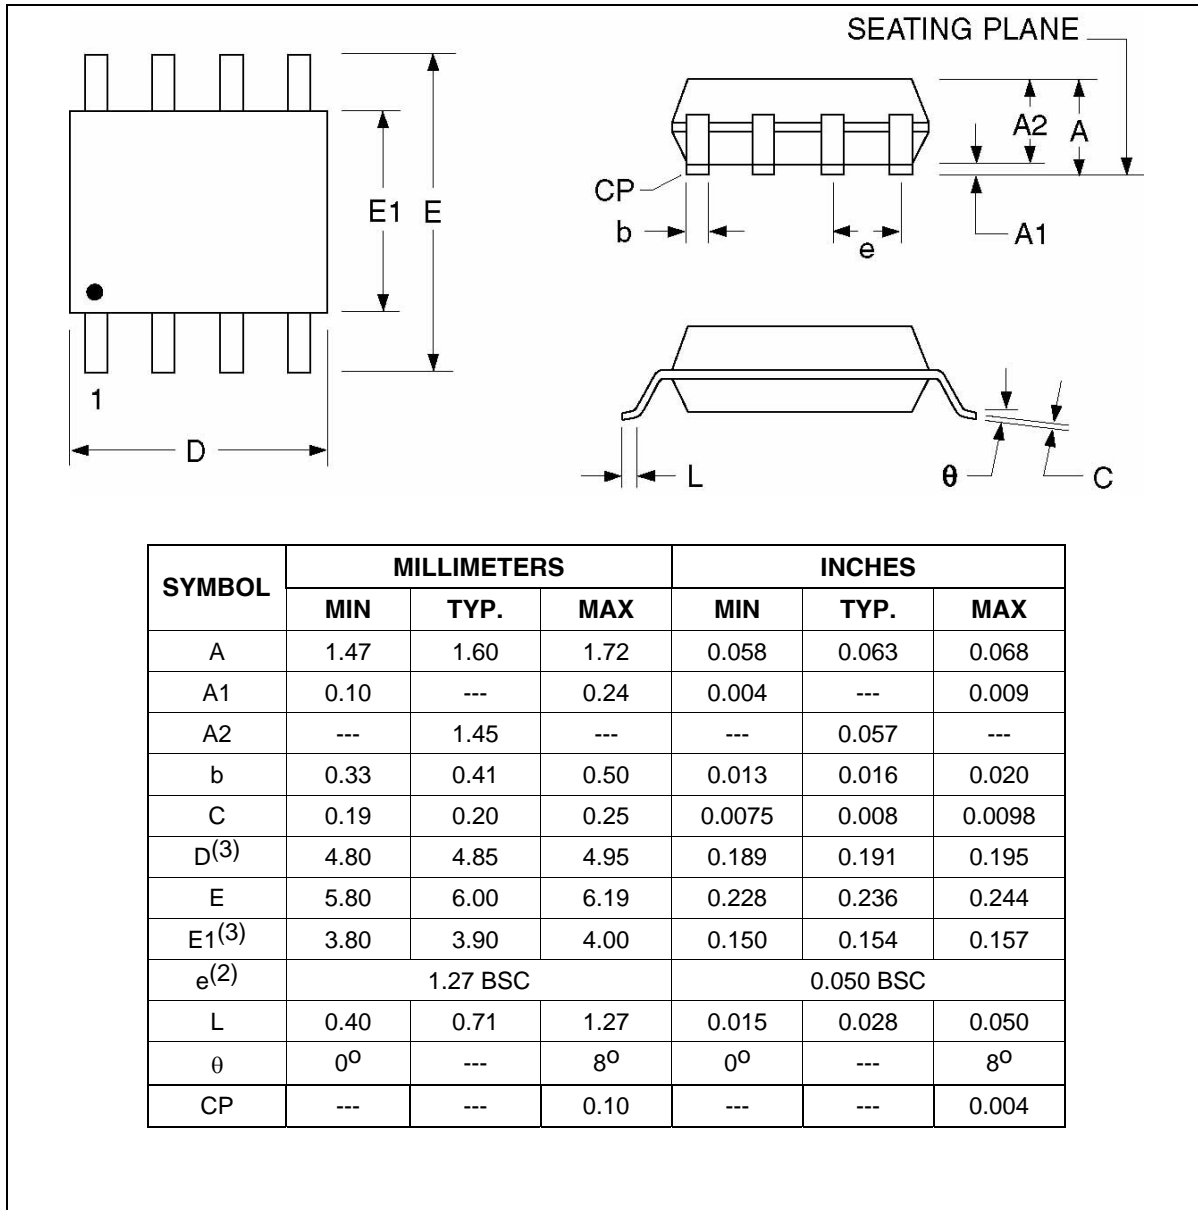 SEATING PLANE
A2 A
E1 E
CP
b
e
A1
1
D
L
θ
C
SYMBOL MILLIMETERS INCHES
MIN TYP. MAX MIN TYP. MAX
A 1.47 1.60 1.72 0.058 0.063 0.068
A1 0.10 --- 0.24 0.004 --- 0.009
A2 --- 1.45 --- --- 0.057 ---
b 0.33 0.41 0.50 0.013 0.016 0.020
C 0.19 0.20 0.25 0.0075 0.008 0.0098
D(3) 4.80 4.85 4.95 0.189 0.191 0.195
E 5.80 6.00 6.19 0.228 0.236 0.244
E1(3) 3.80 3.90 4.00 0.150 0.154 0.157
e(2) 1.27 BSC 0.050 BSC
L 0.40 0.71 1.27 0.015 0.028 0.050
θ 0o --- 8o 0o --- 8o
CP --- --- 0.10 --- --- 0.004